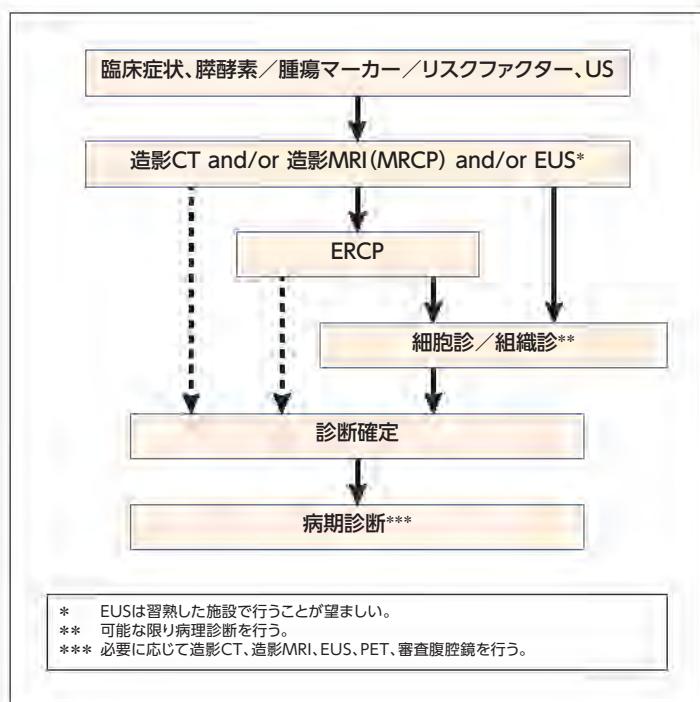 臨床症状、膵酵素／腫瘍マーカー／リスクファクター、US
造影CT and/or 造影MRI(MRCP) and/or EUS*
ERCP
細胞診／組織診**
診断確定
病期診断***
* EUSは習熟した施設で行うことが望ましい。
** 可能な限り病理診断を行う。
*** 必要に応じて造影CT、造影MRI、EUS、PET、審査腹腔鏡を行う。